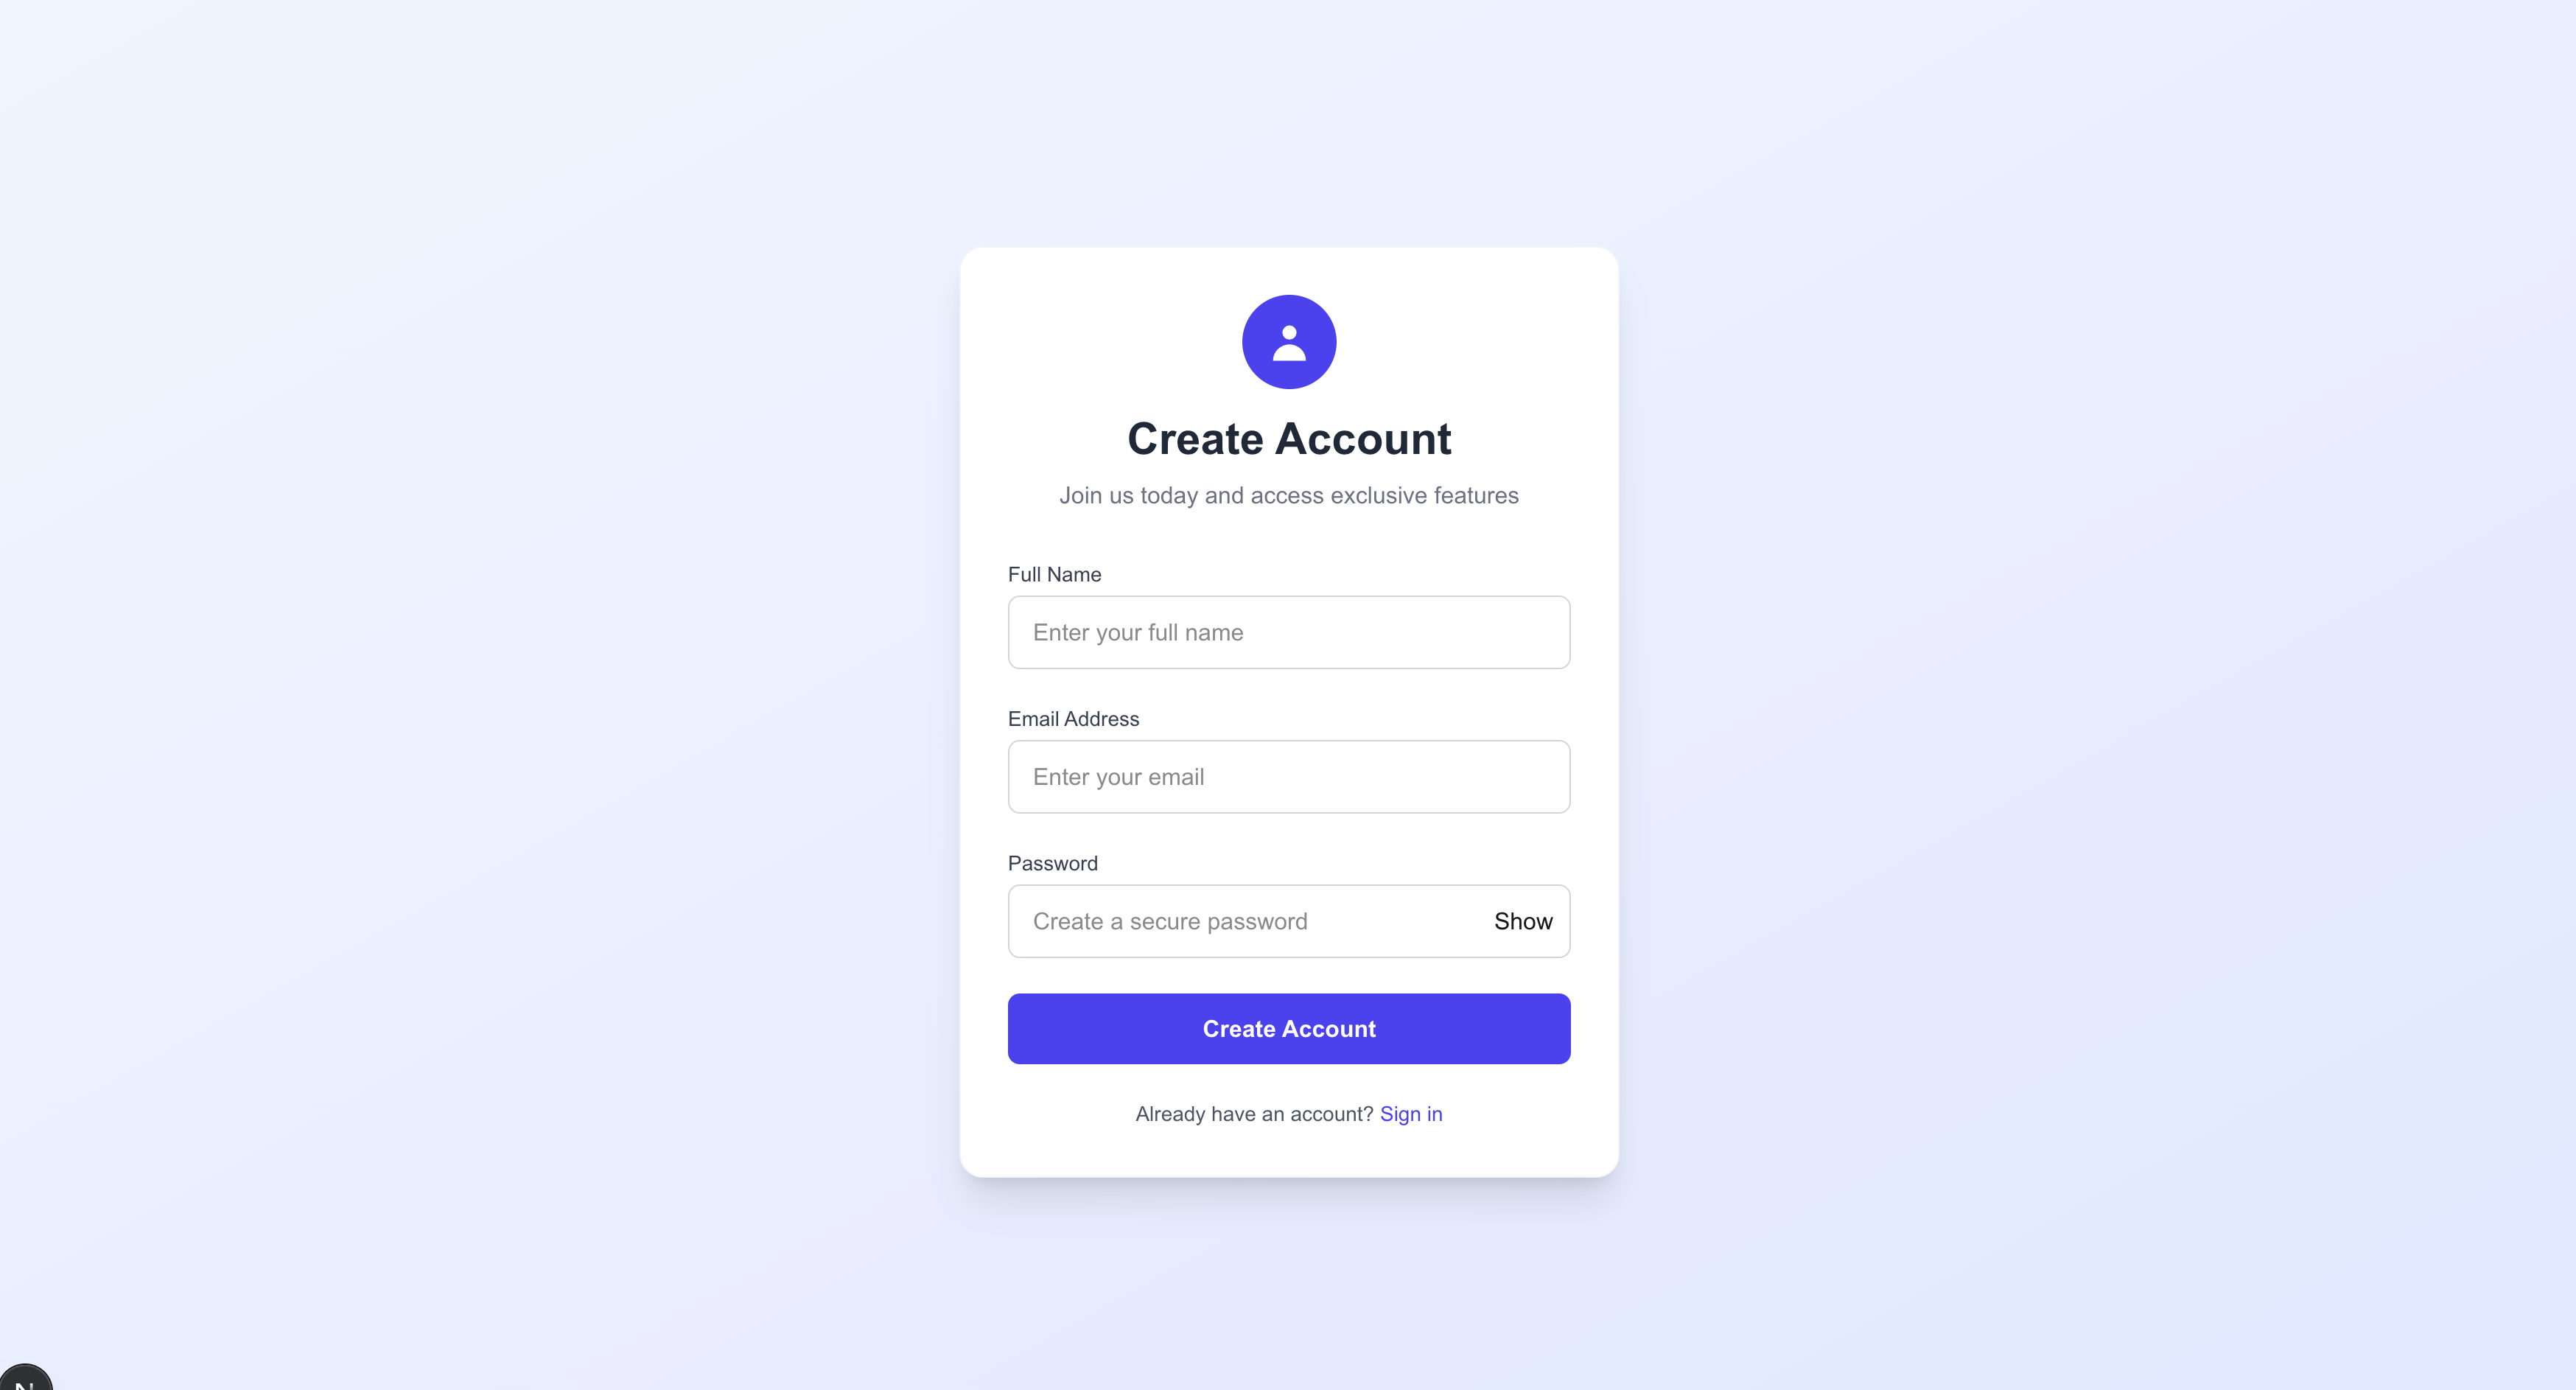 Create Account
Join us today and access exclusive features
Full Name
Enter your full name
Email Address
Enter your email
Password
Create a secure password Show
Create Account
Already have an account? Sign in